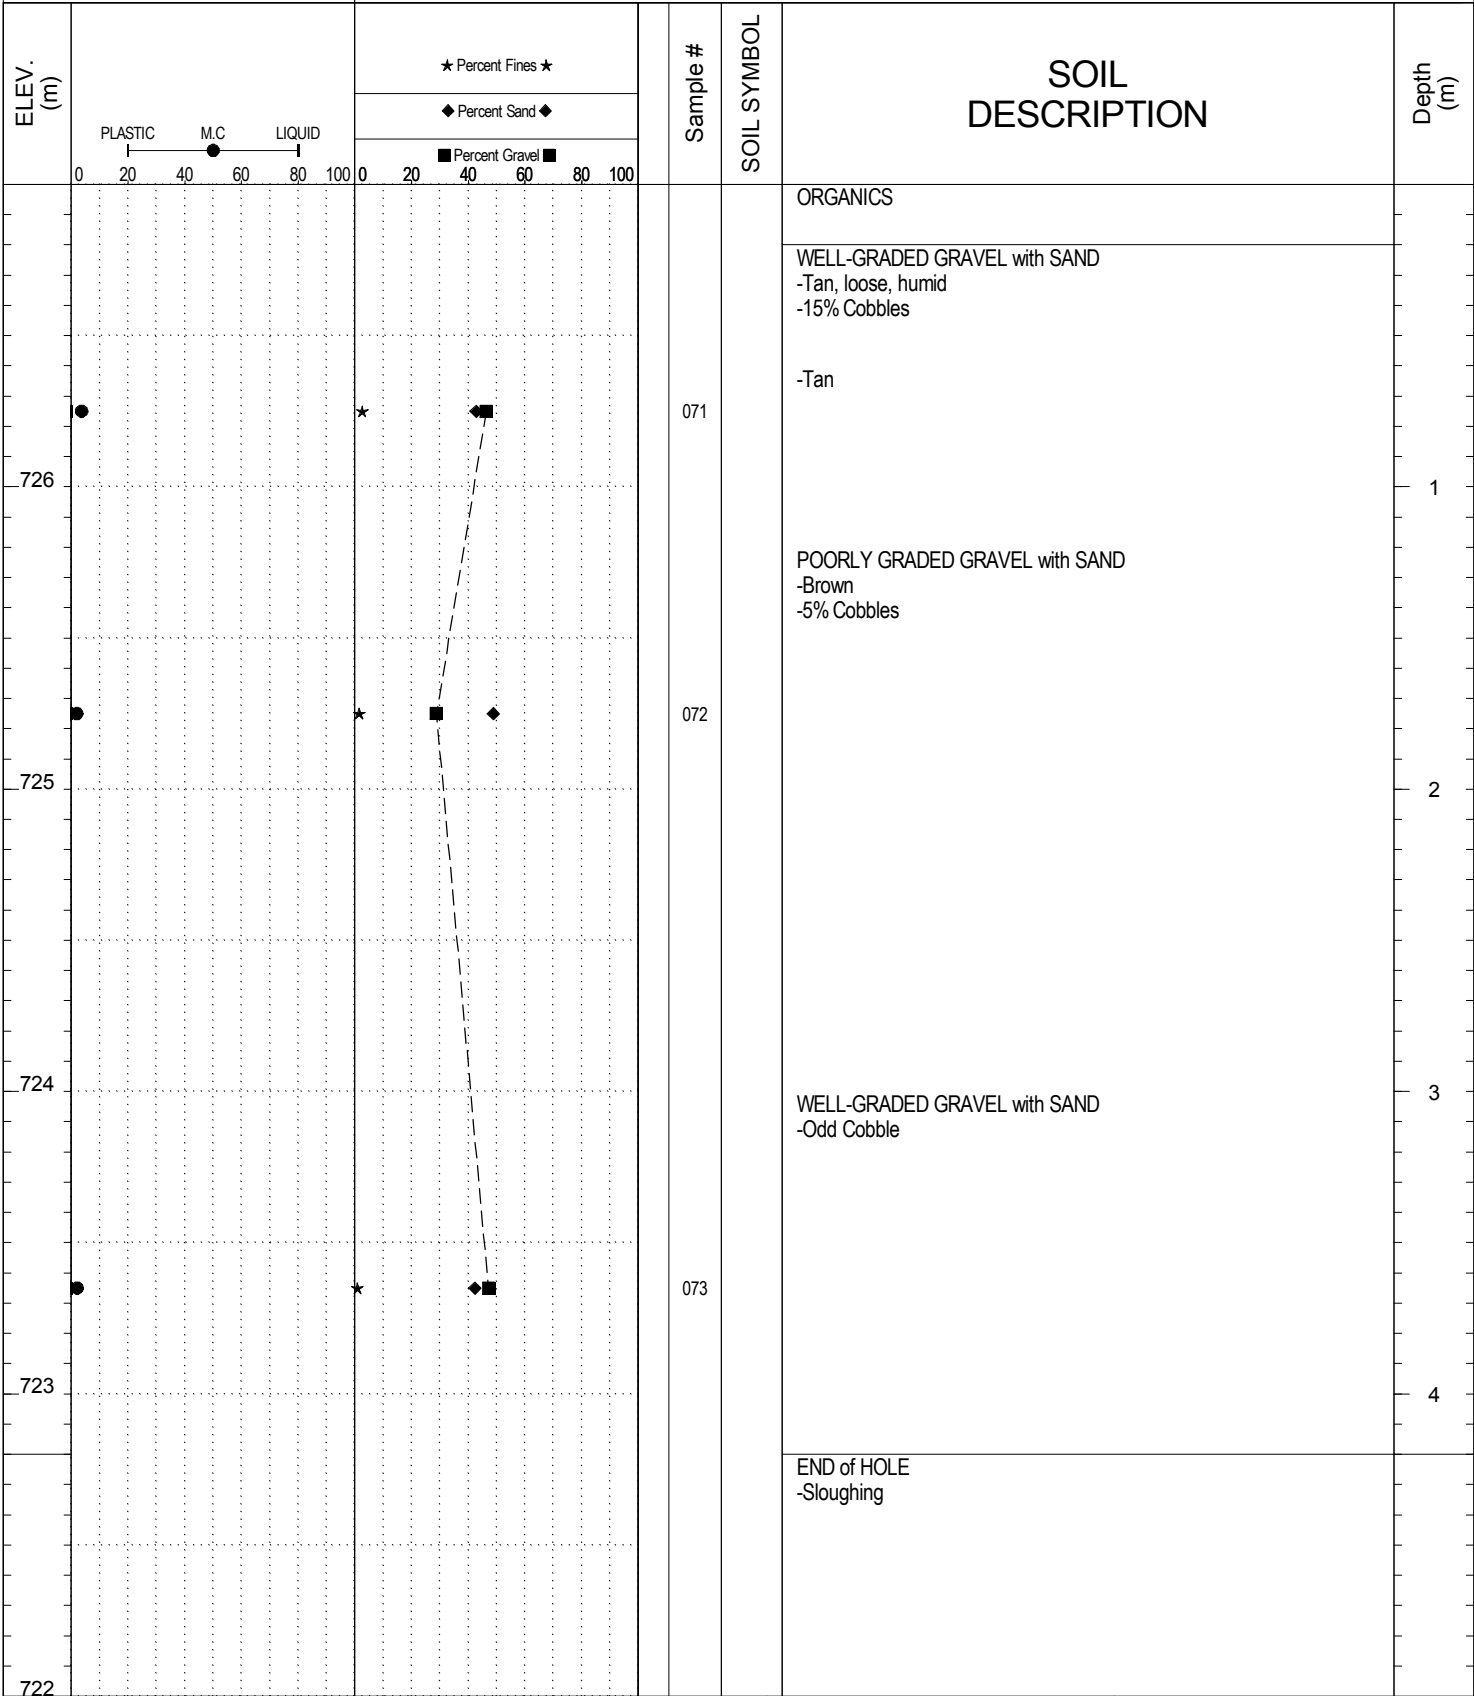 ELEV.
(m)
PLASTIC M.C LIQUID
0 20 40 60 80 100
★ Percent Fines ★
◆ Percent Sand ◆
■ Percent Gravel ■
0 20 40 60 80 100
Sample #
SOIL SYMBOL
SOIL
DESCRIPTION
Depth
(m)
ORGANICS
WELL-GRADED GRAVEL with SAND
-Tan, loose, humid
-15% Cobbles
-Tan
071
726
1
POORLY GRADED GRAVEL with SAND
-Brown
-5% Cobbles
072
725
2
724
3
WELL-GRADED GRAVEL with SAND
-Odd Cobble
073
723
4
END of HOLE
-Sloughing
722